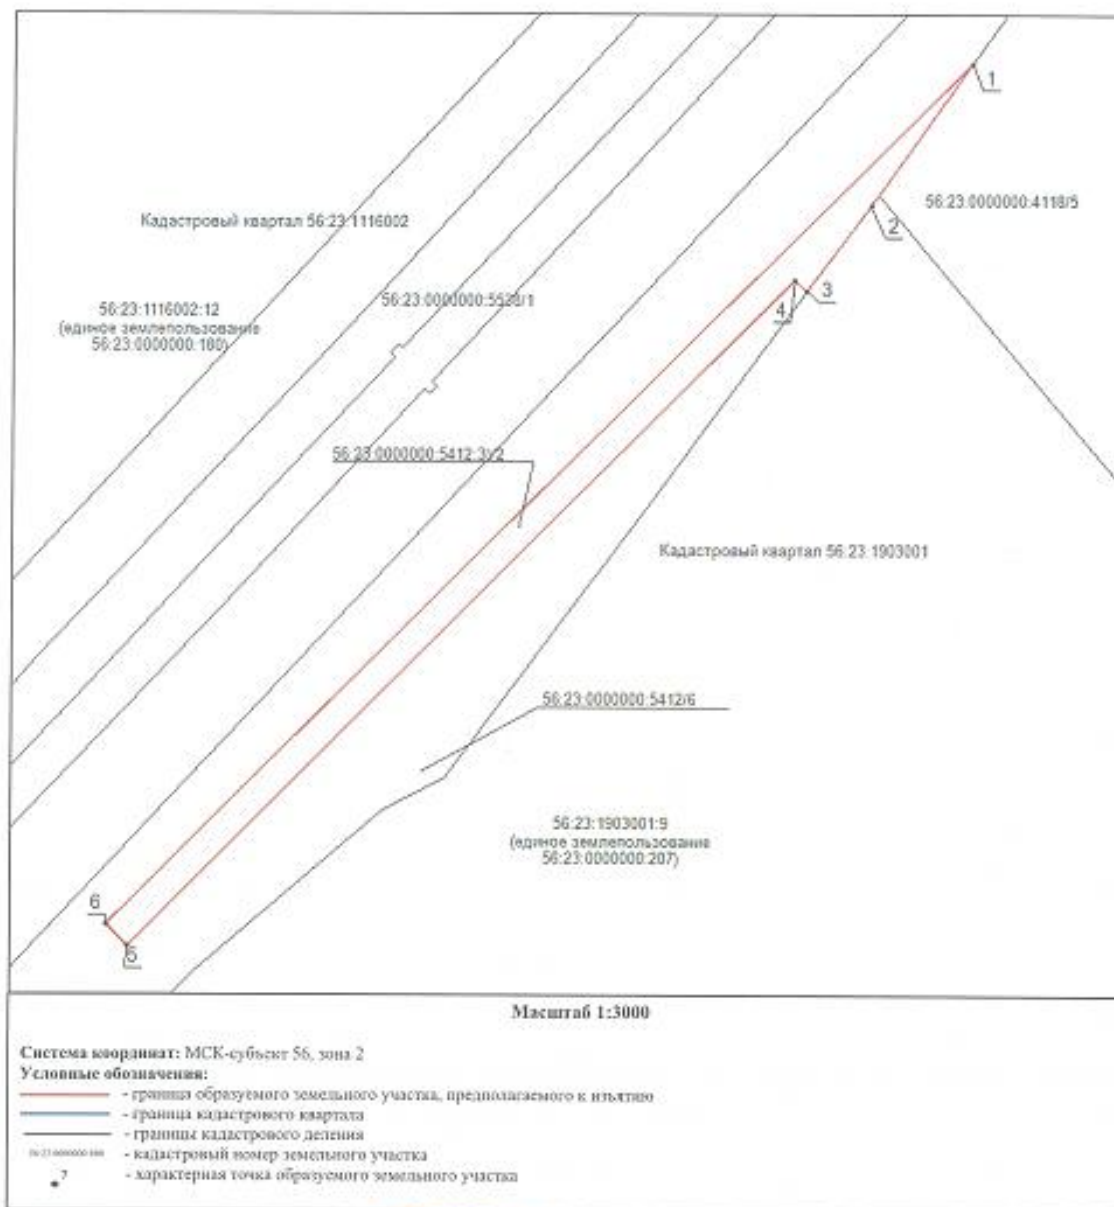 1
56:23:0000000:4118/5
Кадастровый квартал 56:23:1116002
2
56:23:0000000:5528/1
3
4
56:23:1116002:12
(единое землепользование
56:23:0000000:180)
56:23:0000000:5412:3У2
Кадастровый квартал 56:23:1903001
56:23:0000000:5412/6
56:23:1903001:9
(единое землепользование
56:23:0000000:207)
6
5
Масштаб 1:3000
Система координат: МСК-субъект 56, зона 2
Условные обозначения:
- граница образуемого земельного участка, предполагаемого к изъятию
- граница кадастрового квартала
- границы кадастрового деления
- кадастровый номер земельного участка
7
- характерная точка образуемого земельного участка